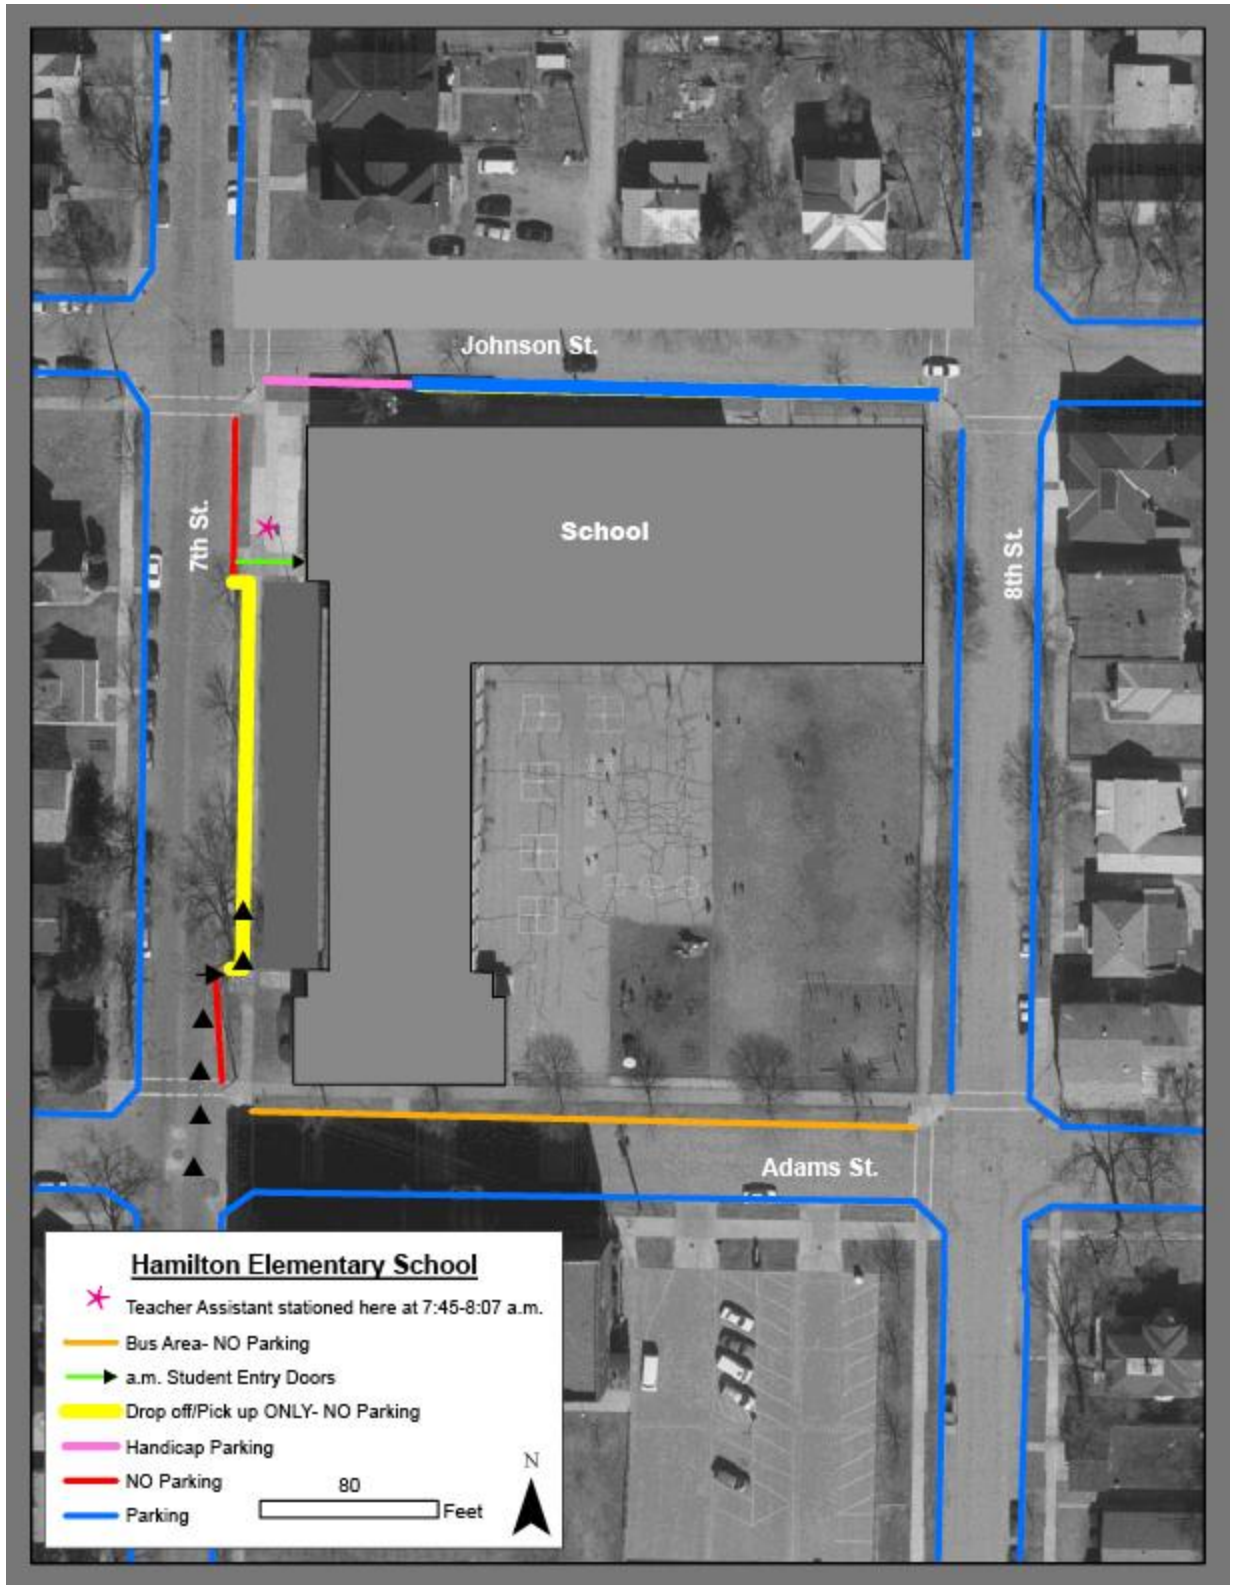 Johnson St.
7th St.
School
8th St.
Adams St.
Hamilton Elementary School
Teacher Assistant stationed here at 7:45-8:07 a.m.
Bus Area- NO Parking
a.m. Student Entry Doors
Drop off/Pick up ONLY- NO Parking
Handicap Parking
NO Parking
Parking
80
Feet
N